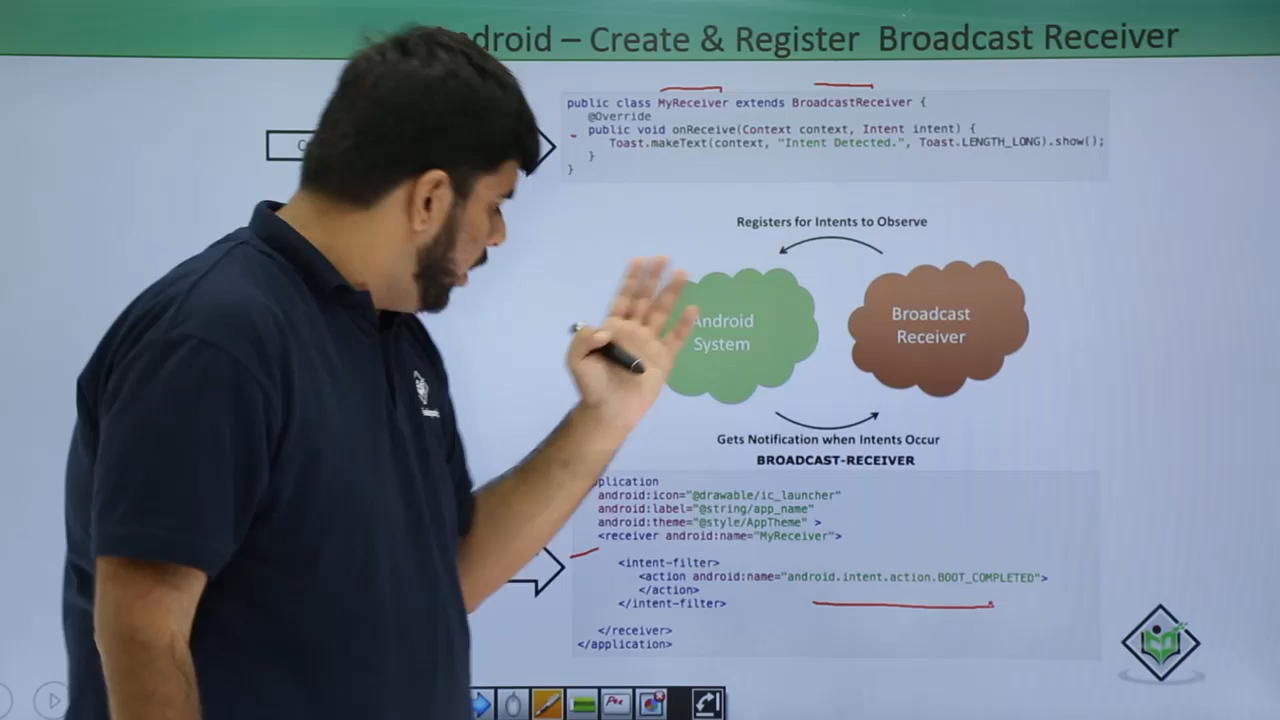 – Create & Register Broadcast Receiver
public class MyReceiver extends BroadcastReceiver {
@Override
public void onReceive(Context context, Intent intent) {
Toast.makeText(context, "Intent Detected.", Toast.LENGTH_LONG).show();
}
}
Registers for Intents to Observe
Android
System
Broadcast
Receiver
Gets Notification when Intents Occur
BROADCAST-RECEIVER
android:icon="@drawable/ic_launcher"
android:label="@string/app_name"
android:theme="@style/AppTheme" >
<receiver android:name="MyReceiver">
<intent-filter>
<action android:name="android.intent.action.BOOT_COMPLETED">
</action>
</intent-filter>
</receiver>
</application>